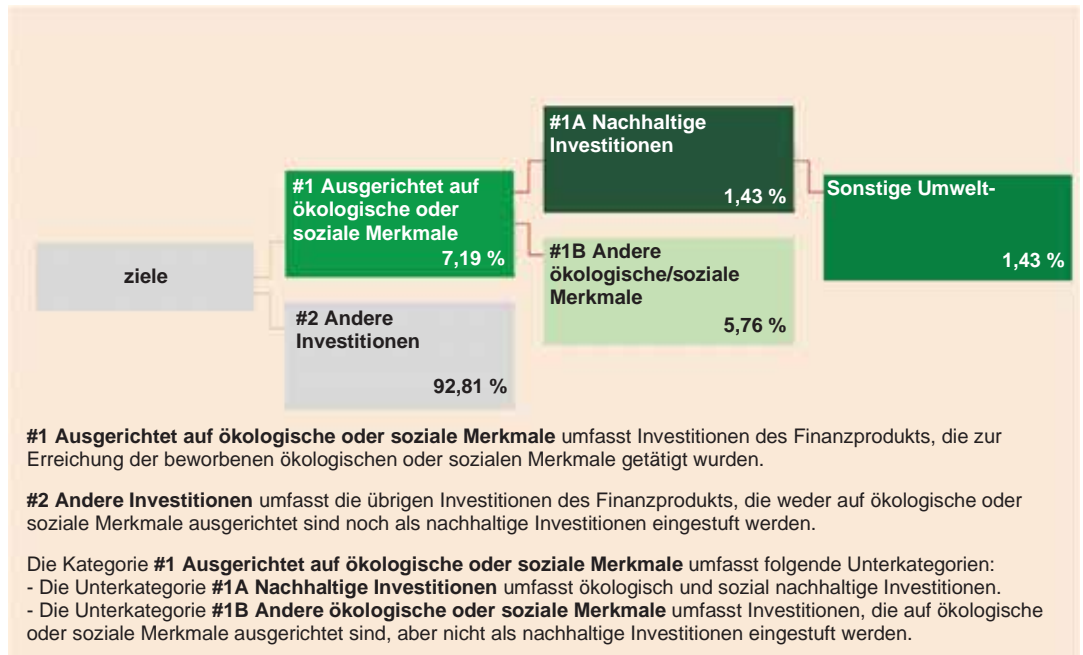 #1A Nachhaltige
Investitionen
1,43 %
#1 Ausgerichtet auf
ökologische oder
soziale Merkmale
7,19 %
Sonstige Umwelt-
1,43 %
ziele
#1B Andere
ökologische/soziale
Merkmale
5,76 %
#2 Andere
Investitionen
92,81 %
#1 Ausgerichtet auf ökologische oder soziale Merkmale umfasst Investitionen des Finanzprodukts, die zur
Erreichung der beworbenen ökologischen oder sozialen Merkmale getätigt wurden.
#2 Andere Investitionen umfasst die übrigen Investitionen des Finanzprodukts, die weder auf ökologische oder
soziale Merkmale ausgerichtet sind noch als nachhaltige Investitionen eingestuft werden.
Die Kategorie #1 Ausgerichtet auf ökologische oder soziale Merkmale umfasst folgende Unterkategorien:
- Die Unterkategorie #1A Nachhaltige Investitionen umfasst ökologisch und sozial nachhaltige Investitionen.
- Die Unterkategorie #1B Andere ökologische oder soziale Merkmale umfasst Investitionen, die auf ökologische
oder soziale Merkmale ausgerichtet sind, aber nicht als nachhaltige Investitionen eingestuft werden.